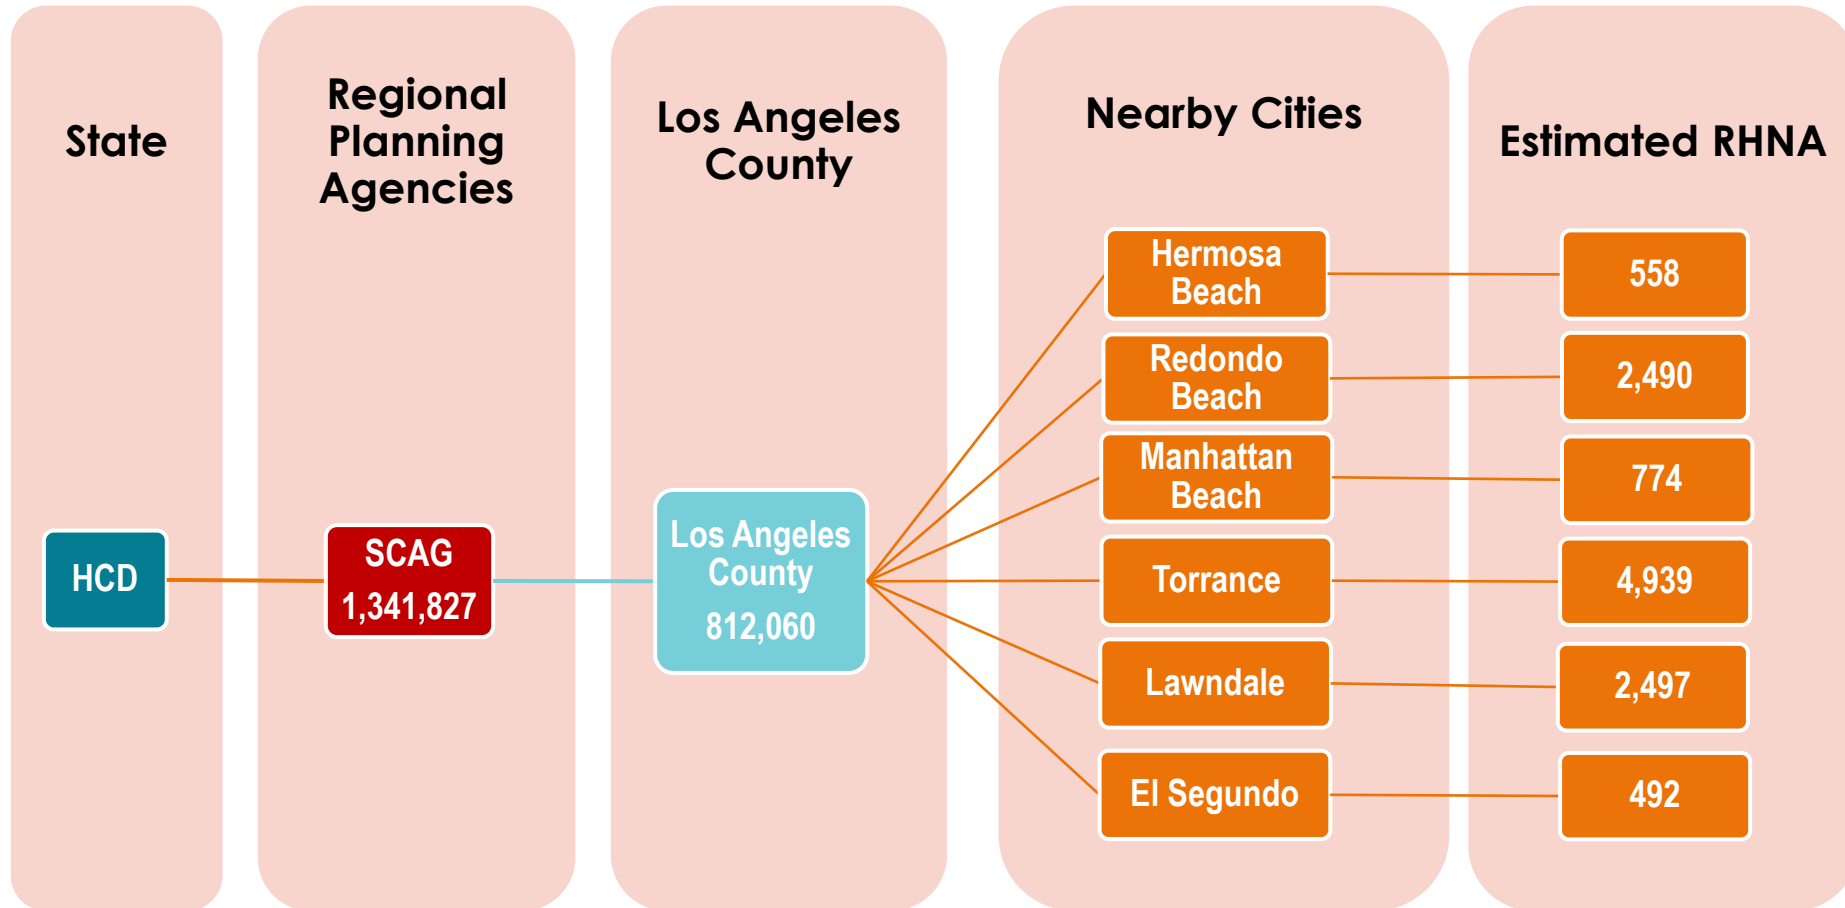 State
Regional
Planning
Agencies
Los Angeles
County
Nearby Cities
Estimated RHNA
HCD
SCAG
1,341,827
Los Angeles
County
812,060
Hermosa
Beach
558
Redondo
Beach
2,490
Manhattan
Beach
774
Torrance
4,939
Lawndale
2,497
El Segundo
492